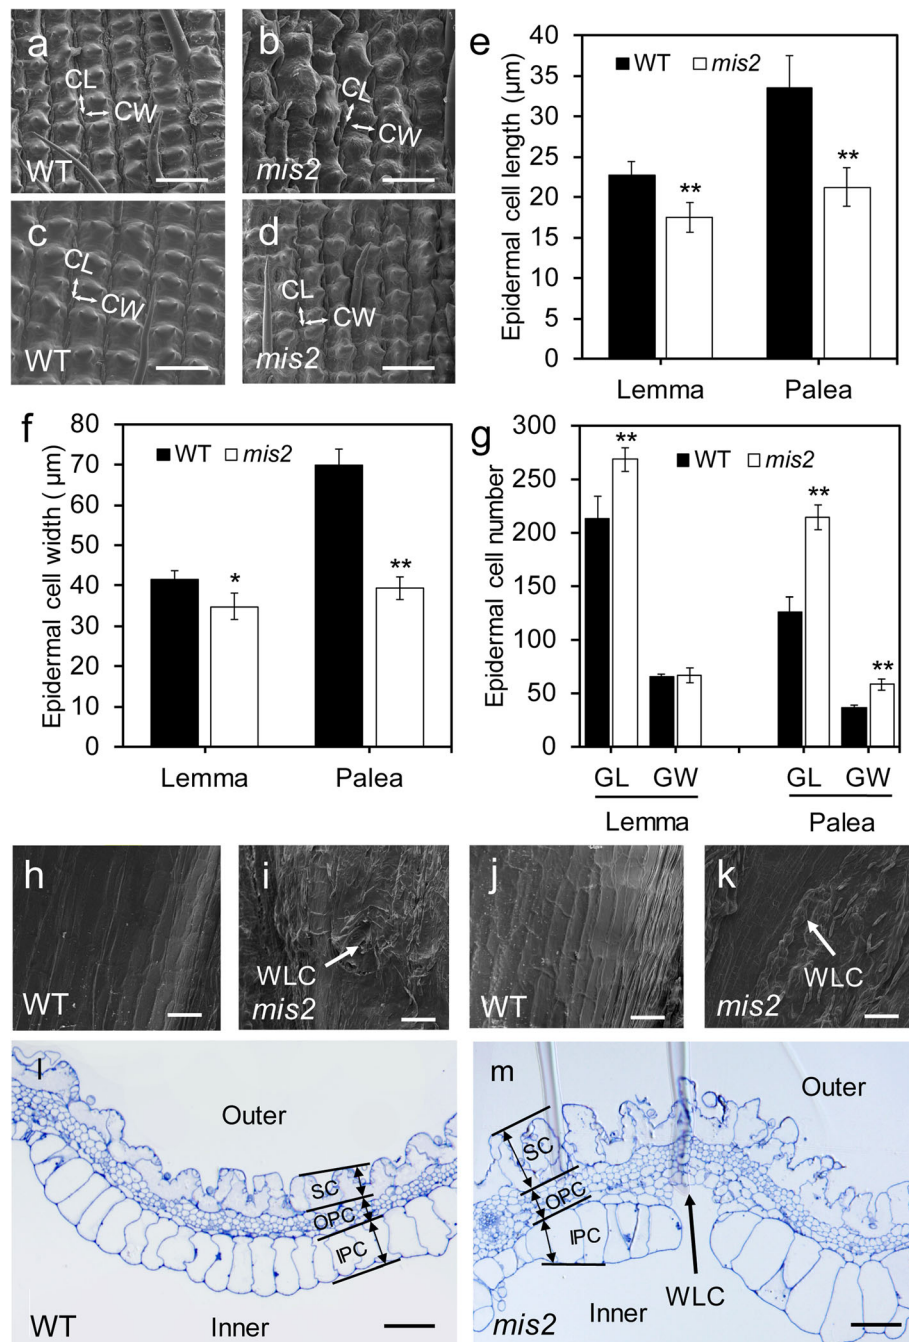 a
CL
CW
WT
b
CL
CW
mis2
c
CL
CW
WT
d
CL
CW
mis2
e
WT mis2
Epidermal cell length (μm)
40
35
30
25
20
15
10
5
0
**
**
Lemma Palea
f
WT mis2
Epidermal cell width ( μm)
80
70
60
50
40
30
20
10
0
*
**
Lemma Palea
g
WT mis2
Epidermal cell number
300
250
200
150
100
50
0
**
**
**
GL GW GL GW
Lemma Palea
h
WT
i
WLC
mis2
j
WT
k
WLC
mis2
l
Outer
SC
OPC
IPC
WT
Inner
m
Outer
SC
OPC
IPC
WLC
mis2
Inner